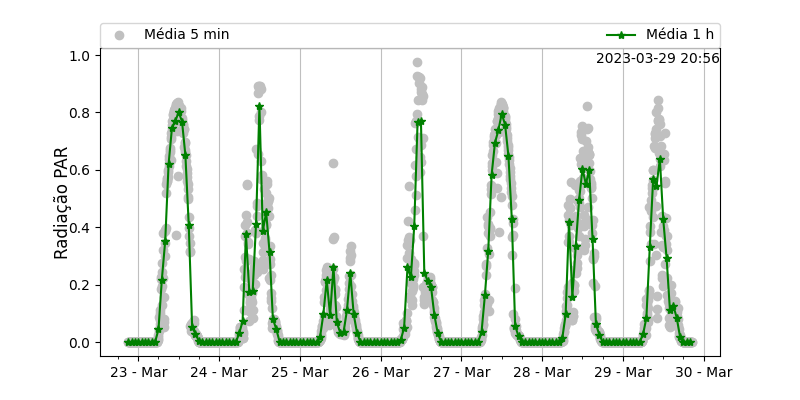 Média 5 min
Média 1 h
2023-03-29 20:56
Radiação PAR
1.0
0.8
0.6
0.4
0.2
0.0
23 - Mar
24 - Mar
25 - Mar
26 - Mar
27 - Mar
28 - Mar
29 - Mar
30 - Mar